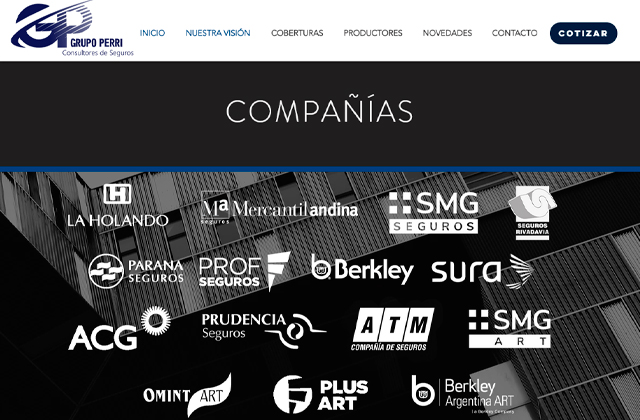 GP GRUPO PERRI
Consultores de Seguros
INICIO NUESTRA VISIÓN COBERTURAS PRODUCTORES NOVEDADES CONTACTO COTIZAR
COMPAÑÍAS
LA HOLANDO
Ma seguros Mercantil andina
SMG
SEGUROS
SEGUROS
RIVADAVIA
PARANA
SEGUROS
PROF
SEGUROS
Berkley
sura
ACG
PRUDENCIA
Seguros
ATM
COMPAÑÍA DE SEGUROS
SMG
ART
OMINT ART
PLUS
ART
Berkley
Argentina ART
a Berkley Company